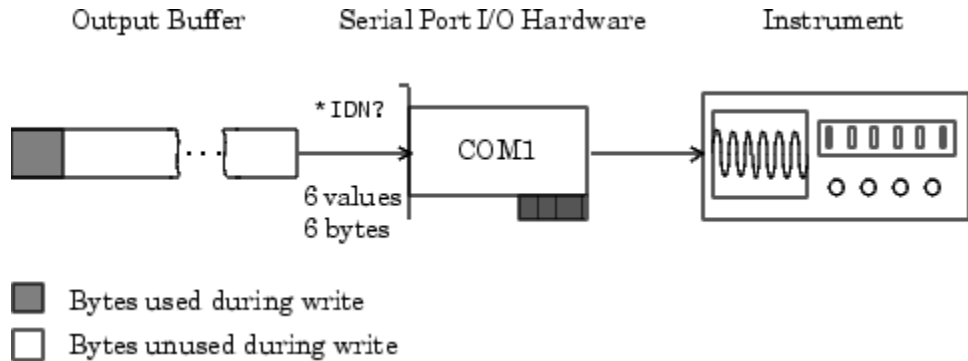 Output Buffer
Serial Port I/O Hardware
Instrument
*IDN?
COM1
6 values
6 bytes
Bytes used during write
Bytes unused during write